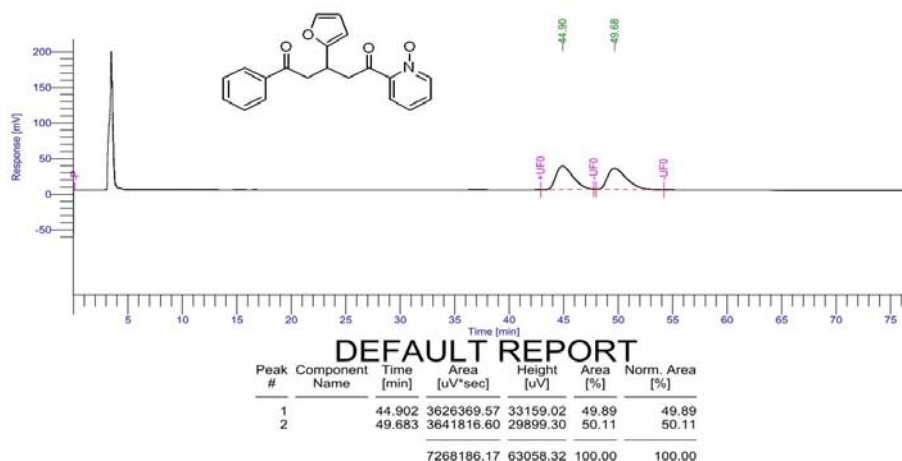 44.90
49.68
O
O
O
O
N
200
150
100
50
0
-50
Response [mV]
+UF0
-UF0
-UF0
5 10 15 20 25 30 35 40 45 50 55 60 65 70 75
Time [min]
DEFAULT REPORT
Peak Component Time Area Height Area Norm. Area
# Name [min] [uV*sec] [uV] [%] [%]
1 44.902 3626369.57 33159.02 49.89 49.89
2 49.683 3641816.60 29899.30 50.11 50.11
7268186.17 63058.32 100.00 100.00